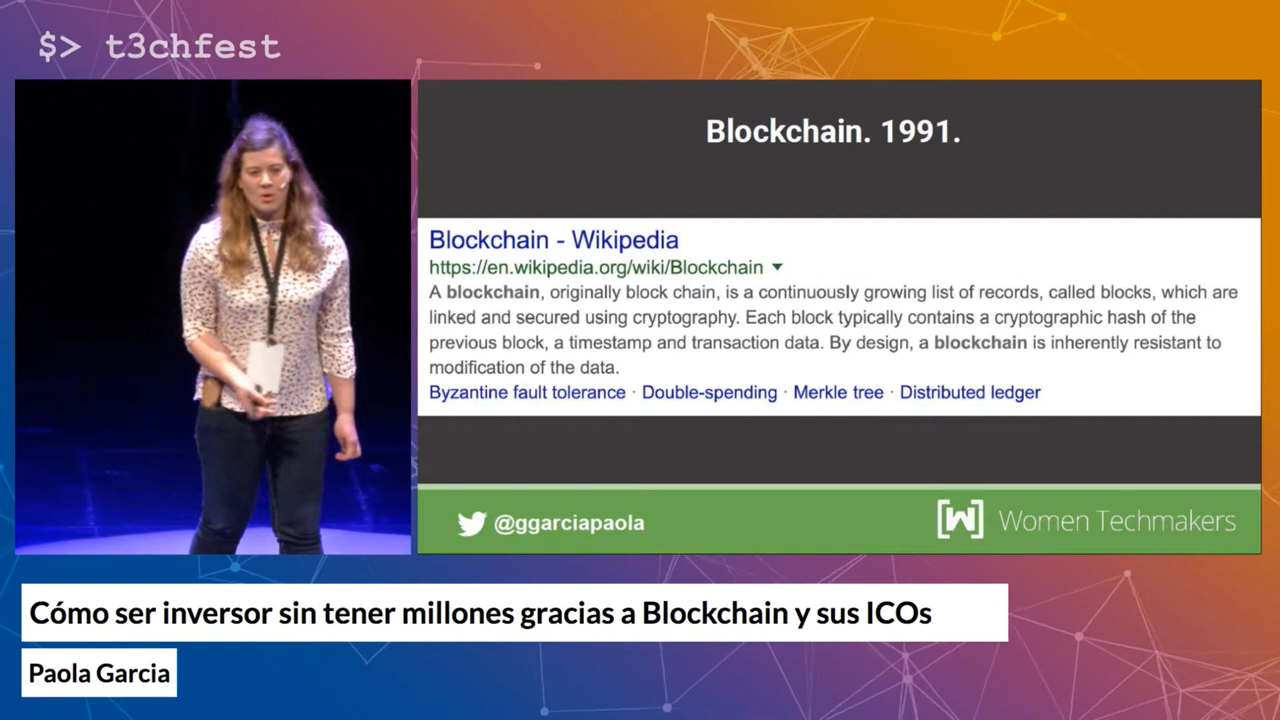 $> t3chfest
Blockchain. 1991.
Blockchain - Wikipedia
https://en.wikipedia.org/wiki/Blockchain
A blockchain, originally block chain, is a continuously growing list of records, called blocks, which are
linked and secured using cryptography. Each block typically contains a cryptographic hash of the
previous block, a timestamp and transaction data. By design, a blockchain is inherently resistant to
modification of the data.
Byzantine fault tolerance · Double-spending · Merkle tree · Distributed ledger
@ggarciapaola
[W] Women Techmakers
Cómo ser inversor sin tener millones gracias a Blockchain y sus ICOs
Paola Garcia